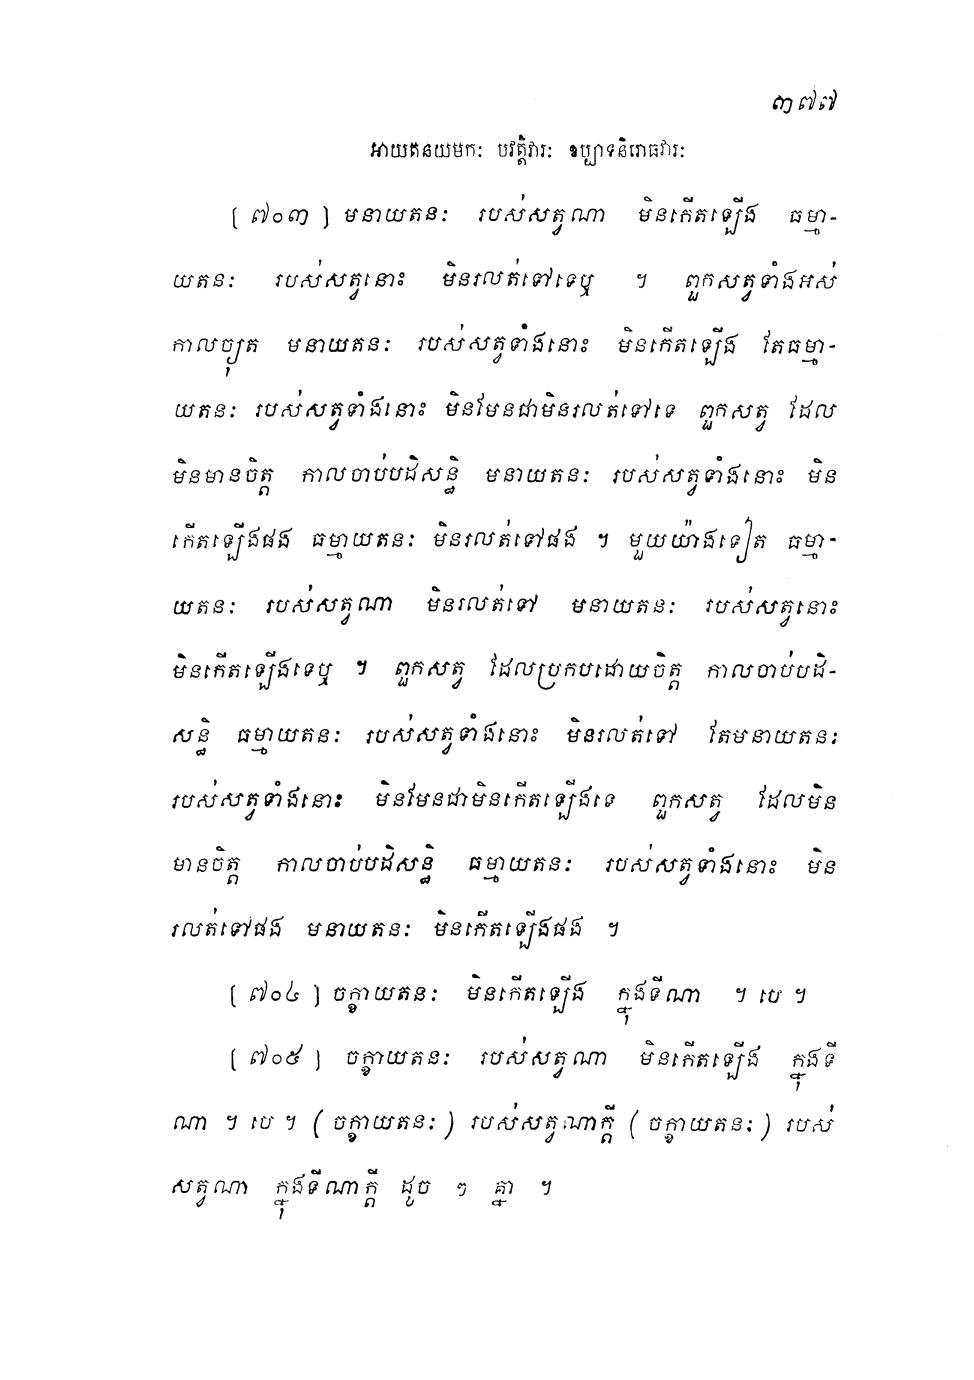 ៣៧៧
អាយតនយមកៈ បវត្តិវារៈ ឧប្បាទនិរោធវារៈ
[ ៧០៣ ] មនាយតនៈ របស់សត្វណា មិនកើតឡើង ធម្មា-
យតនៈ របស់សត្វនោះ មិនរលត់ទៅទេឬ ។ ពួកសត្វទាំងអស់
កាលច្យុត មនាយតនៈ របស់សត្វទាំងនោះ មិនកើតឡើង តែធម្មា-
យតនៈ របស់សត្វទាំងនោះ មិនមែនជាមិនរលត់ទៅទេ ពួកសត្វ ដែល
មិនមានចិត្ត កាលចាប់បដិសន្ធិ មនាយតនៈ របស់សត្វទាំងនោះ មិន
កើតឡើងផង ធម្មាយតនៈ មិនរលត់ទៅផង ។ មួយយ៉ាងទៀត ធម្មា-
យតនៈ របស់សត្វណា មិនរលត់ទៅ មនាយតនៈ របស់សត្វនោះ
មិនកើតឡើងទេឬ ។ ពួកសត្វ ដែលប្រកបដោយចិត្ត កាលចាប់បដិ-
សន្ធិ ធម្មាយតនៈ របស់សត្វទាំងនោះ មិនរលត់ទៅ តែមនាយតនៈ
របស់សត្វទាំងនោះ មិនមែនជាមិនកើតឡើងទេ ពួកសត្វ ដែលមិន
មានចិត្ត កាលចាប់បដិសន្ធិ ធម្មាយតនៈ របស់សត្វទាំងនោះ មិន
រលត់ទៅផង មនាយតនៈ មិនកើតឡើងផង ។
[ ៧០៤ ] ចក្ខាយតនៈ មិនកើតឡើង ក្នុងទីណា ។ បេ ។
[ ៧០៥ ] ចក្ខាយតនៈ របស់សត្វណា មិនកើតឡើង ក្នុងទី
ណា ។ បេ ។ ( ចក្ខាយតនៈ ) របស់សត្វណាក្តី ( ចក្ខាយតនៈ ) របស់
សត្វណា ក្នុងទីណាក្តី ដូច ៗ គ្នា ។